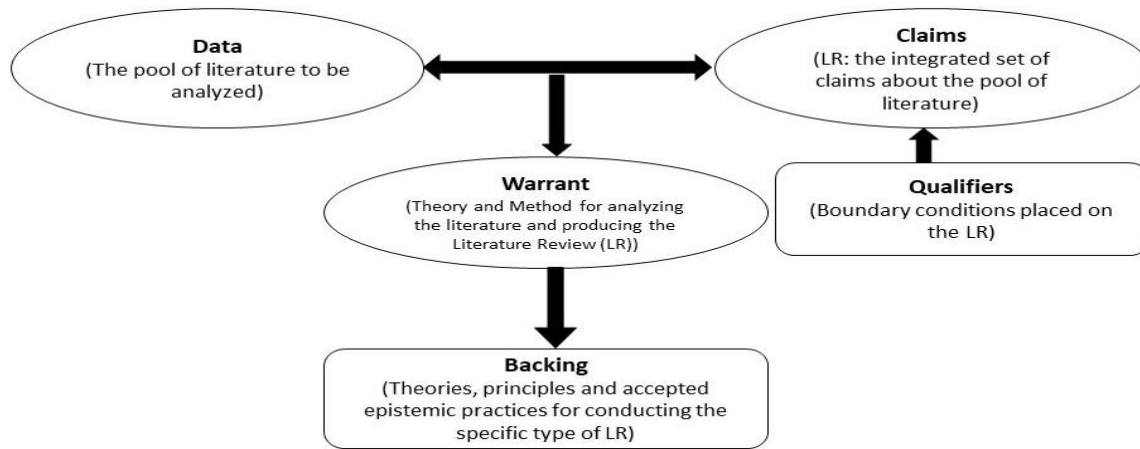 Data
(The pool of literature to be
analyzed)
Claims
(LR: the integrated set of
claims about the pool of
literature)
Warrant
(Theory and Method for analyzing
the literature and producing the
Literature Review (LR))
Qualifiers
(Boundary conditions placed on
the LR)
Backing
(Theories, principles and accepted
epistemic practices for conducting the
specific type of LR)